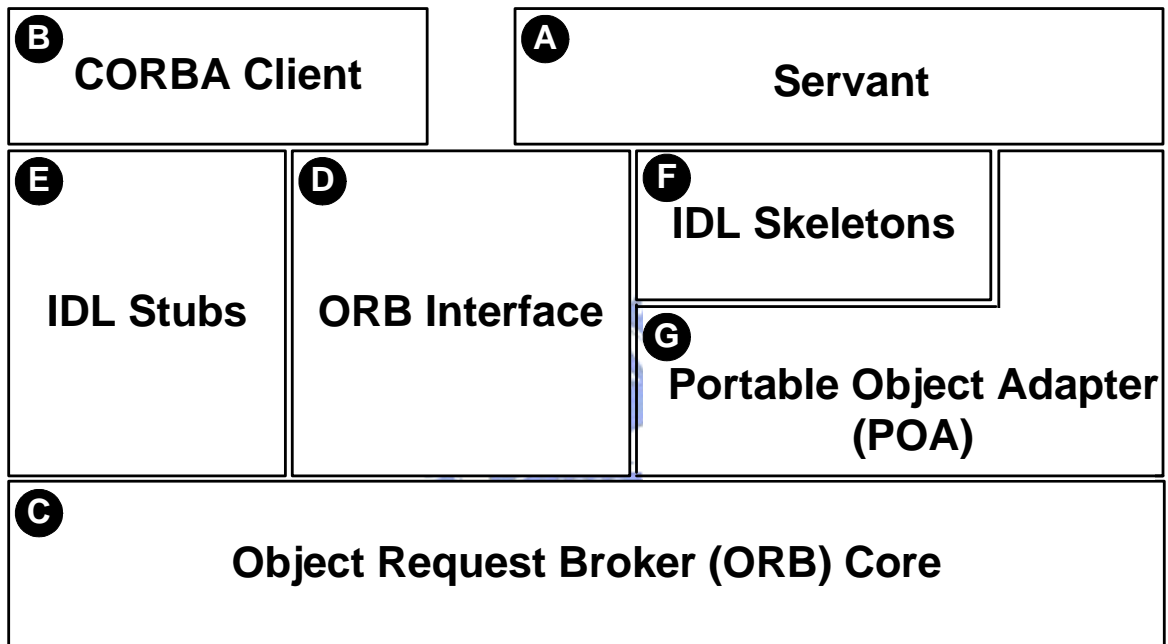 B
CORBA Client
A
Servant
E
IDL Stubs
D
ORB Interface
F
IDL Skeletons
G
Portable Object Adapter
(POA)
C
Object Request Broker (ORB) Core